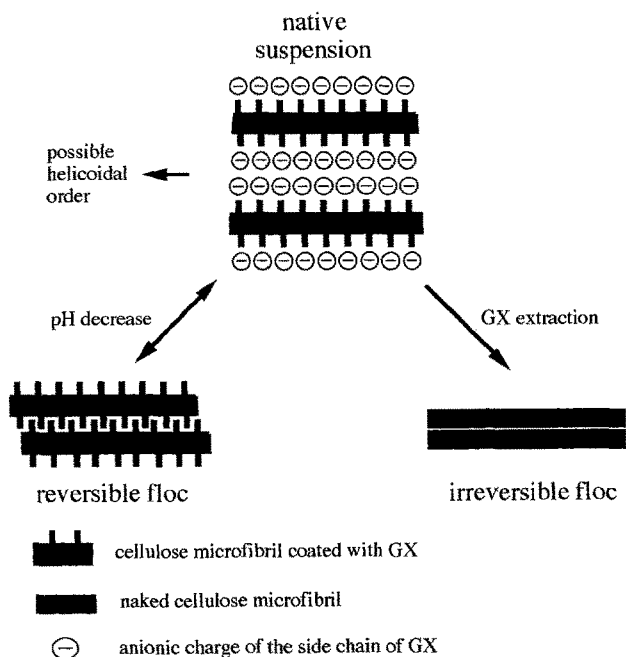 native
suspension
possible
helicoidal
order
pH decrease
GX extraction
reversible floc
irreversible floc
cellulose microfibril coated with GX
naked cellulose microfibril
anionic charge of the side chain of GX